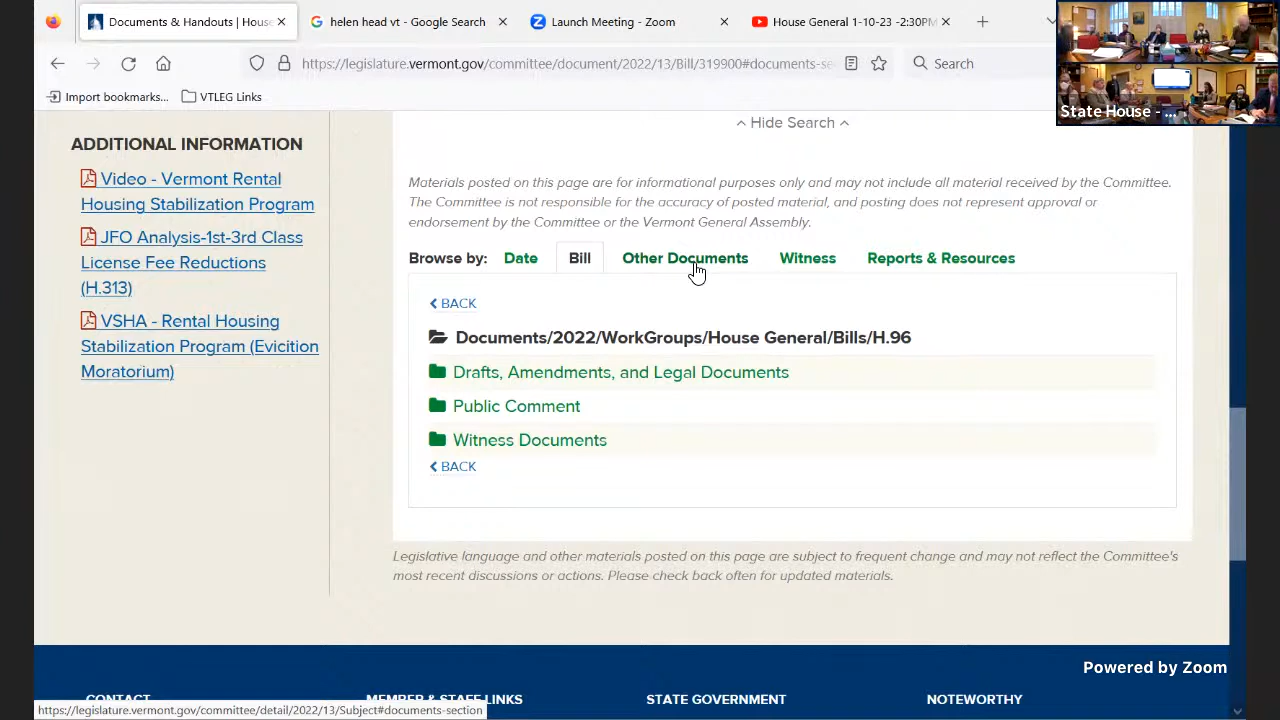 Documents & Handouts | House
helen head vt - Google Search
Launch Meeting - Zoom
House General 1-10-23 -2:30PM
https://legislature.vermont.gov/committee/document/2022/13/Bill/319900#documents-se
Search
Import bookmarks...
VTLEG Links
State House - ...
ADDITIONAL INFORMATION
Video - Vermont Rental
Housing Stabilization Program
JFO Analysis-1st-3rd Class
License Fee Reductions
(H.313)
VSHA - Rental Housing
Stabilization Program (Evicition
Moratorium)
Hide Search
Materials posted on this page are for informational purposes only and may not include all material received by the Committee.
The Committee is not responsible for the accuracy of posted material, and posting does not represent approval or
endorsement by the Committee or the Vermont General Assembly.
Browse by: Date Bill Other Documents Witness Reports & Resources
BACK
Documents/2022/WorkGroups/House General/Bills/H.96
Drafts, Amendments, and Legal Documents
Public Comment
Witness Documents
BACK
Legislative language and other materials posted on this page are subject to frequent change and may not reflect the Committee's
most recent discussions or actions. Please check back often for updated materials.
Powered by Zoom
CONTACT MEMBER & STAFF LINKS STATE GOVERNMENT NOTEWORTHY
https://legislature.vermont.gov/committee/detail/2022/13/Subject#documents-section